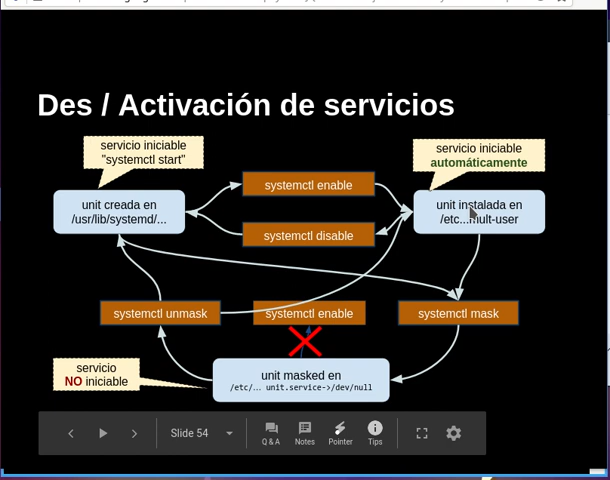 Des / Activación de servicios
servicio iniciable
"systemctl start"
servicio iniciable
automáticamente
systemctl enable
unit creada en
/usr/lib/systemd/...
unit instalada en
/etc...mult-user
systemctl disable
systemctl unmask
systemctl enable
systemctl mask
servicio
NO iniciable
unit masked en
/etc/... unit.service->/dev/null
Slide 54
Q & A
Notes
Pointer
Tips